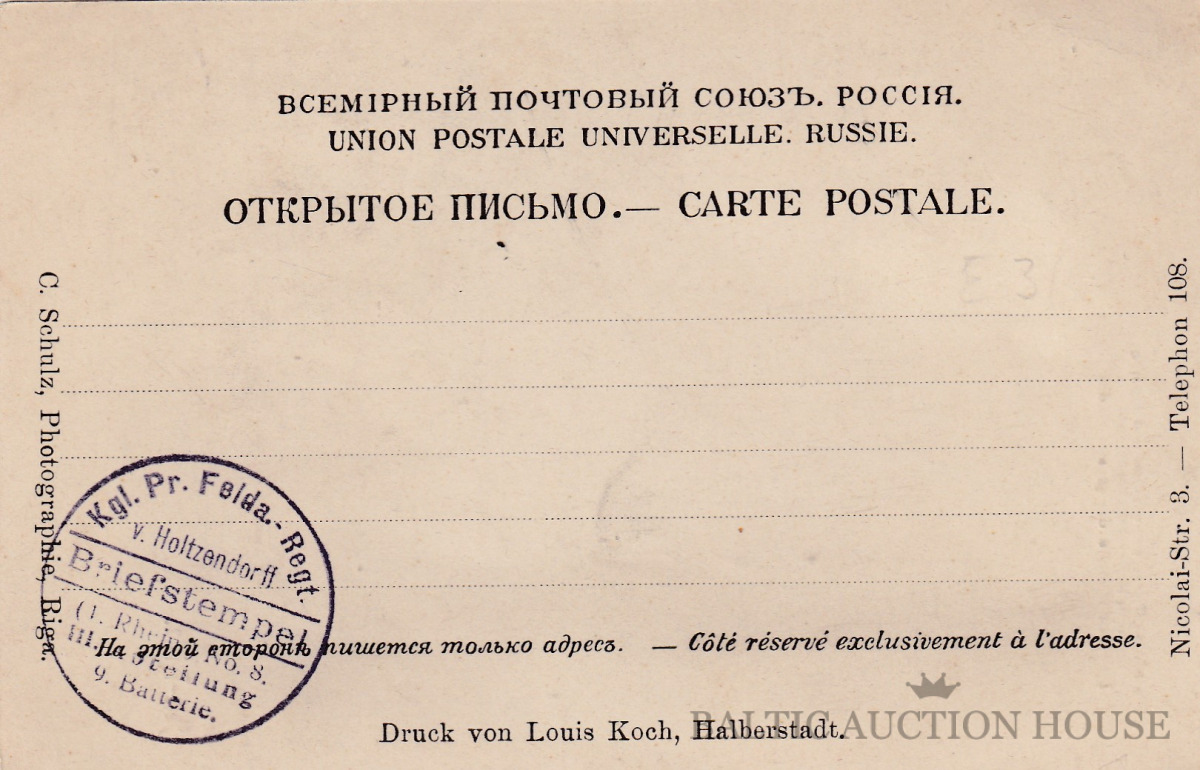 ВСЕМІРНЫЙ ПОЧТОВЫЙ СОЮЗЪ. РОССІЯ.
UNION POSTALE UNIVERSELLE. RUSSIE.
ОТКРЫТОЕ ПИСЬМО.— CARTE POSTALE.
E 3
C. Schulz, Photographie, Riga.
Nicolai-Str. 3. — Telephon 108.
Kgl. Pr. Felda.-Regt.
v. Holtzendorff
Briefstempel
(1. Rhein.) No. 8.
III.
9. Batterie.
На этой сторонѣ пишется только адресъ. — Côté réservé exclusivement à l'adresse.
Druck von Louis Koch, Halberstadt.
BALTIC AUCTION HOUSE